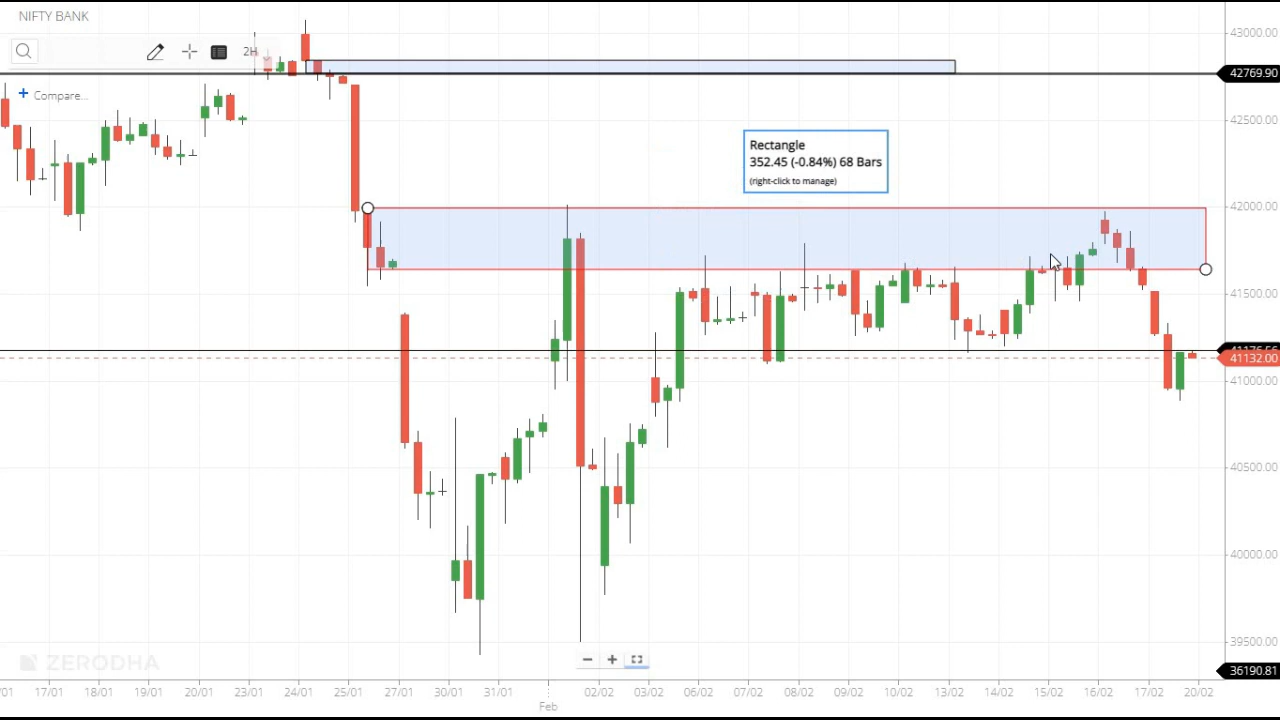 NIFTY BANK
2H
Compare...
Rectangle
352.45 (-0.84%) 68 Bars
(right-click to manage)
43000.00
42769.90
42500.00
42000.00
41500.00
41132.00
41000.00
40500.00
40000.00
39500.00
36190.81
ZERODHA
/01 17/01 18/01 19/01 20/01 23/01 24/01 25/01 27/01 30/01 31/01 02/02 03/02 06/02 07/02 08/02 09/02 10/02 13/02 14/02 15/02 16/02 17/02 20/02
Feb